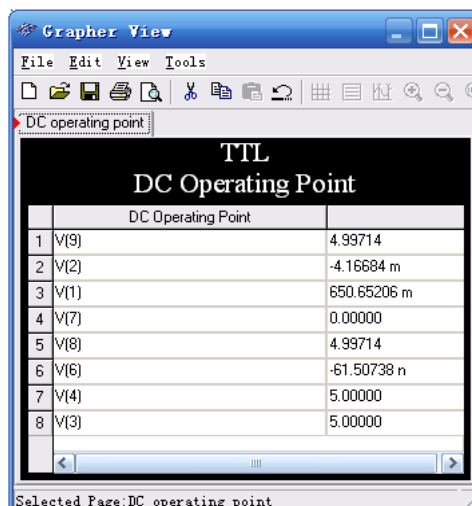 Grapher View
File Edit View Tools
DC operating point
TTL
DC Operating Point
DC Operating Point
1 V(9) 4.99714
2 V(2) -4.16684 m
3 V(1) 650.65206 m
4 V(7) 0.00000
5 V(8) 4.99714
6 V(6) -61.50738 n
7 V(4) 5.00000
8 V(3) 5.00000
Selected Page:DC operating point